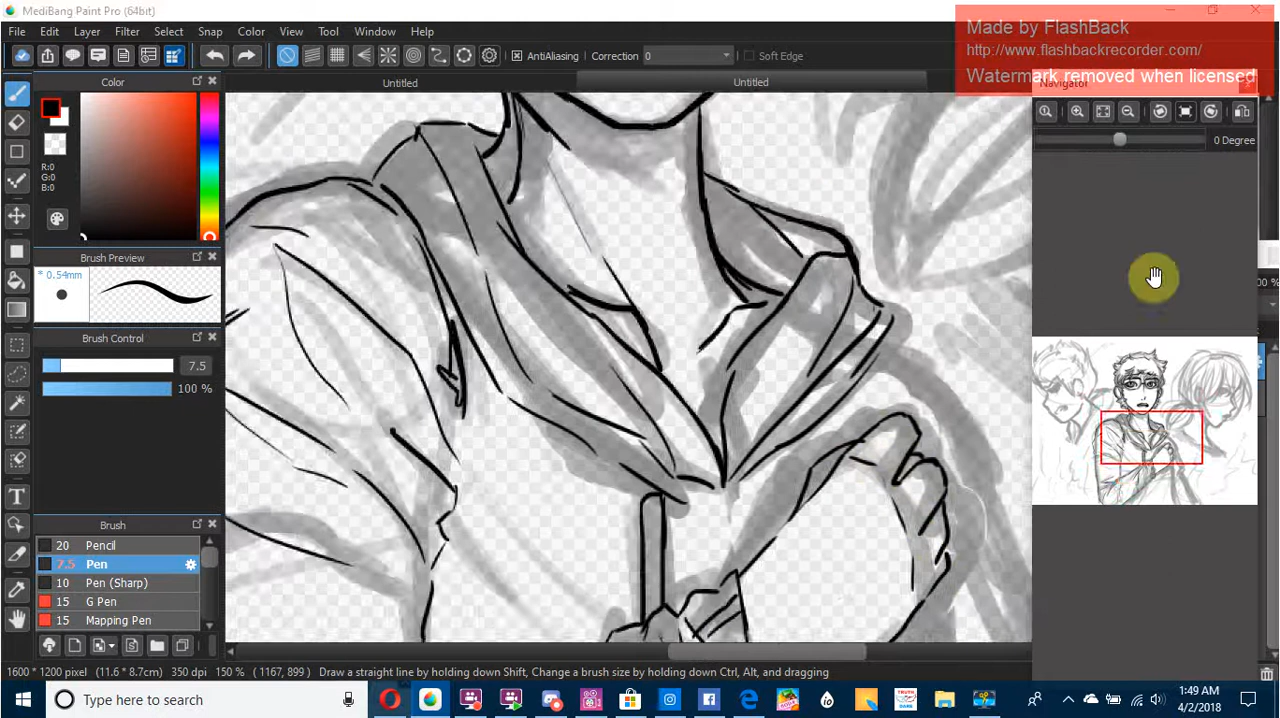 MediBang Paint Pro (64bit)
Made by FlashBack
http://www.flashbackrecorder.com/
Watermark removed when licensed
File Edit Layer Filter Select Snap Color View Tool Window Help
AntiAliasing Correction 0 Soft Edge
Color
Untitled
Untitled
Navigator
0 Degree
R:0
G:0
B:0
Brush Preview
* 0.54mm
Brush Control
7.5
100 %
Brush
20 Pencil
7.5 Pen
10 Pen (Sharp)
15 G Pen
15 Mapping Pen
1600 * 1200 pixel (11.6 * 8.7cm) 350 dpi 150 % ( 1167, 899 ) Draw a straight line by holding down Shift, Change a brush size by holding down Ctrl, Alt, and dragging
Type here to search
1:49 AM
4/2/2018